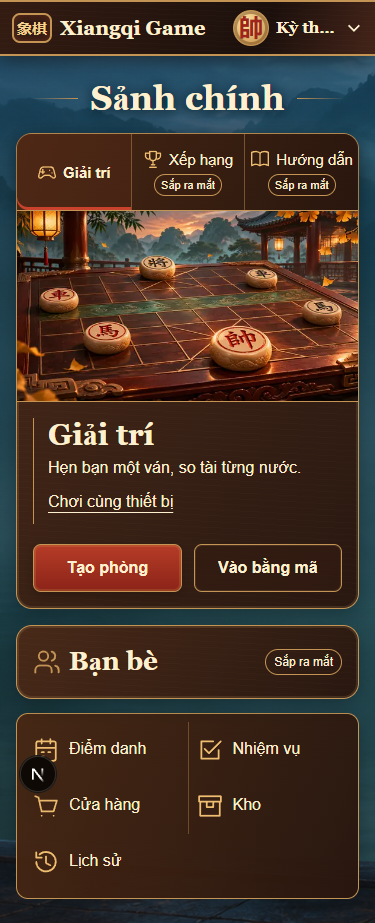 象棋 Xiangqi Game 帥 Kỳ th...
Sảnh chính
Giải trí
Xếp hạng
Sắp ra mắt
Hướng dẫn
Sắp ra mắt
將
車
士
馬
馬
帥
Giải trí
Hẹn bạn một ván, so tài từng nước.
Chơi cùng thiết bị
Tạo phòng
Vào bằng mã
Bạn bè
Sắp ra mắt
Điểm danh
Nhiệm vụ
N
Cửa hàng
Kho
Lịch sử